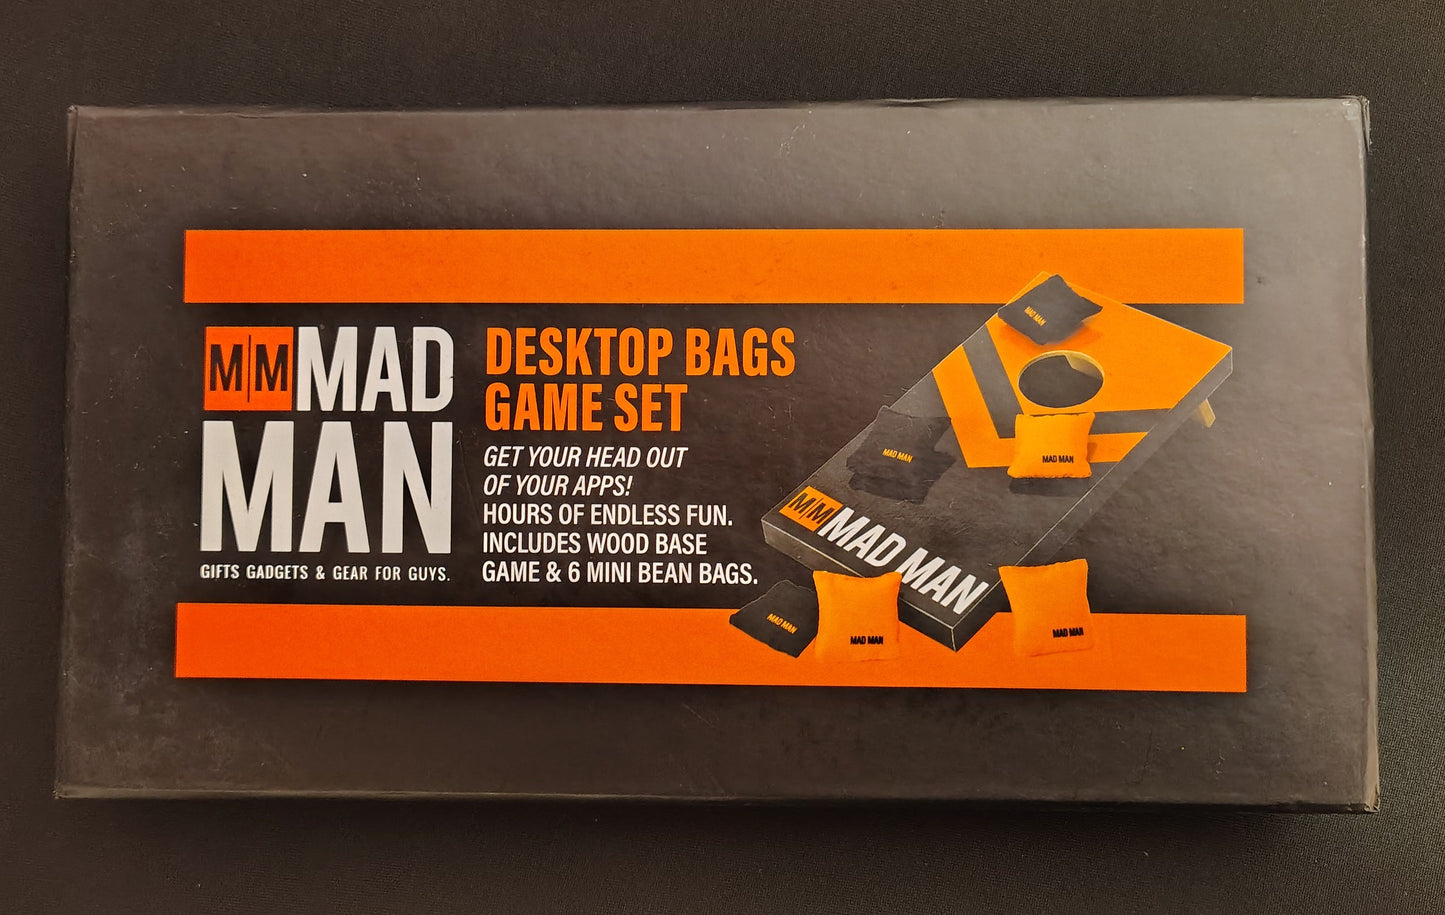 M|M MAD
MAN
GIFTS GADGETS & GEAR FOR GUYS.
DESKTOP BAGS
GAME SET
GET YOUR HEAD OUT
OF YOUR APPS!
HOURS OF ENDLESS FUN.
INCLUDES WOOD BASE
GAME & 6 MINI BEAN BAGS.
MAD MAN
MAD MAN
MAD MAN
M|M MAD MAN
MAD MAN
MAD MAN
MAD MAN